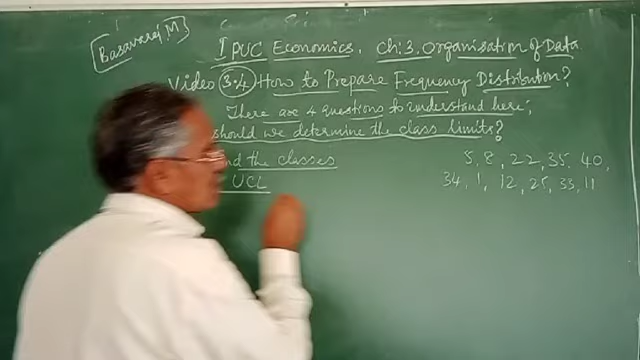 Basavaraj M
I PUC Economics. Ch: 3. Organisation of Data
Video 3.4 How to Prepare Frequency Distribution?
There are 4 questions to understand here;
should we determine the class limits?
the classes
UCL
5, 8, 22, 35, 40,
34, 1, 12, 25, 33, 11